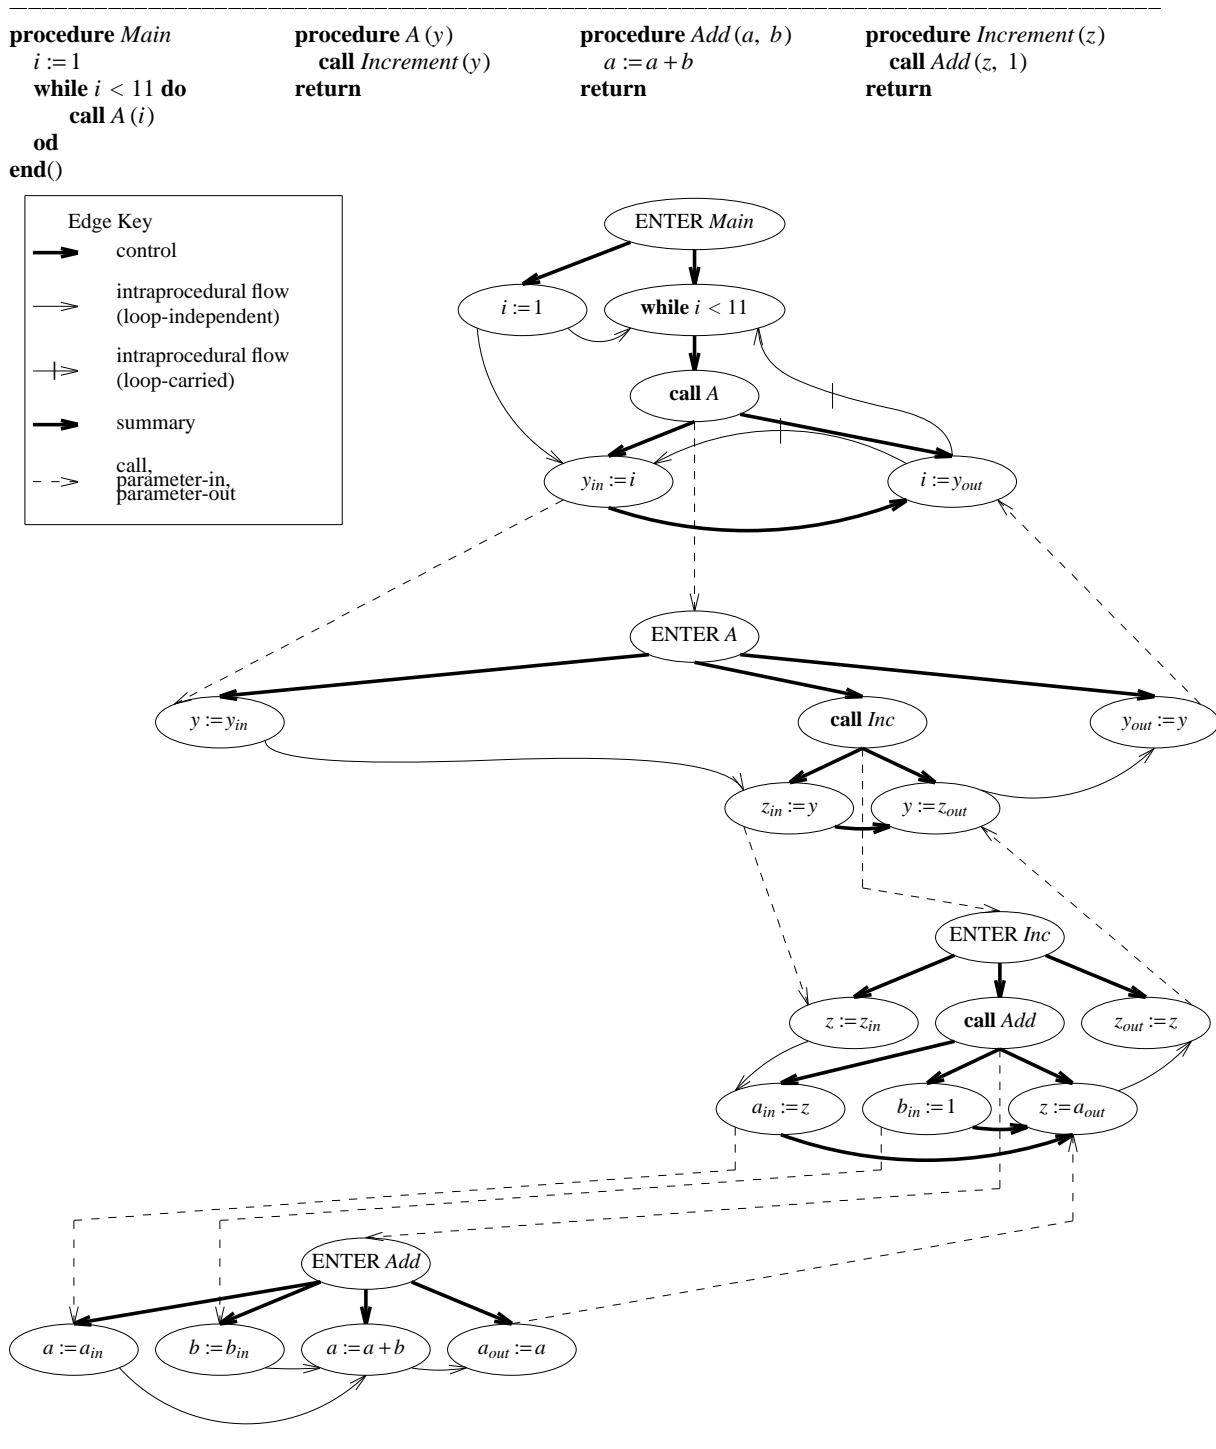 procedure Main
i := 1
while i < 11 do
call A (i)
od
end()
procedure A (y)
call Increment (y)
return
procedure Add (a, b)
a := a + b
return
procedure Increment (z)
call Add (z, 1)
return
Edge Key
control
intraprocedural flow
(loop-independent)
intraprocedural flow
(loop-carried)
summary
call,
parameter-in,
parameter-out
ENTER Main
i := 1
while i < 11
call A
y_in := i
i := y_out
ENTER A
y := y_in
call Inc
y_out := y
z_in := y
y := z_out
ENTER Inc
z := z_in
call Add
z_out := z
a_in := z
b_in := 1
z := a_out
ENTER Add
a := a_in
b := b_in
a := a + b
a_out := a